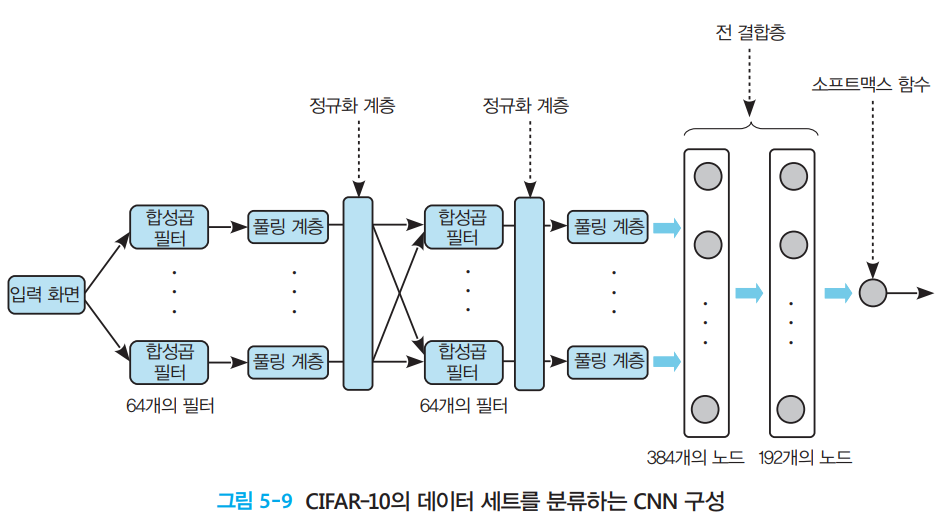 전 결합층
소프트맥스 함수
정규화 계층
정규화 계층
합성곱
필터
풀링 계층
합성곱
필터
풀링 계층
입력 화면
합성곱
필터
풀링 계층
합성곱
필터
풀링 계층
64개의 필터
64개의 필터
384개의 노드
192개의 노드
그림 5-9 CIFAR-10의 데이터 세트를 분류하는 CNN 구성